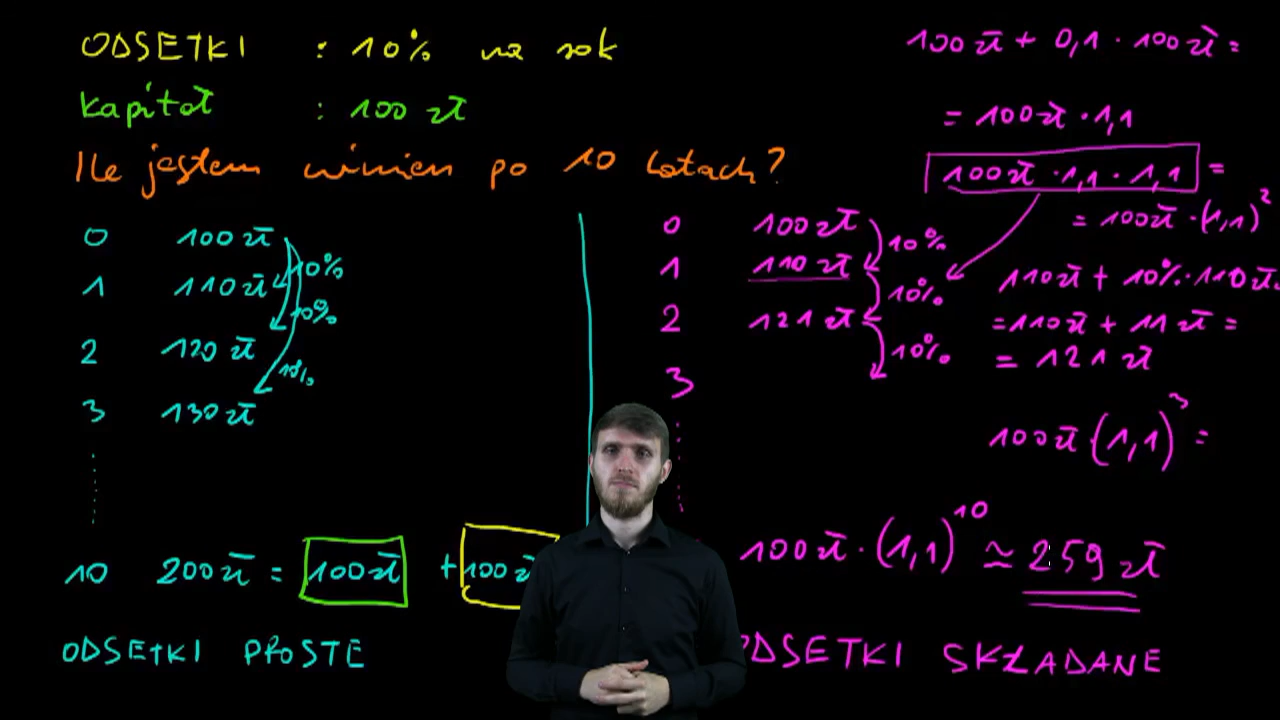 ODSETKI : 10% na rok
kapitał : 100 zł
Ile jestem winien po 10 latach?
0 100 zł
10%
1 110 zł
10%
2 120 zł
10%
3 130 zł
10 200 zł = 100 zł + 100 zł
ODSETKI PROSTE
100 zł + 0,1 · 100 zł =
= 100 zł · 1,1
100 zł · 1,1 · 1,1 =
= 100 zł · (1,1)²
0 100 zł
10%
1 110 zł
10%
2 121 zł
10%
3
110 zł + 10% · 110 zł
= 110 zł + 11 zł =
= 121 zł
100 zł (1,1)³ =
100 zł · (1,1)¹⁰ ≈ 259 zł
ODSETKI SKŁADANE